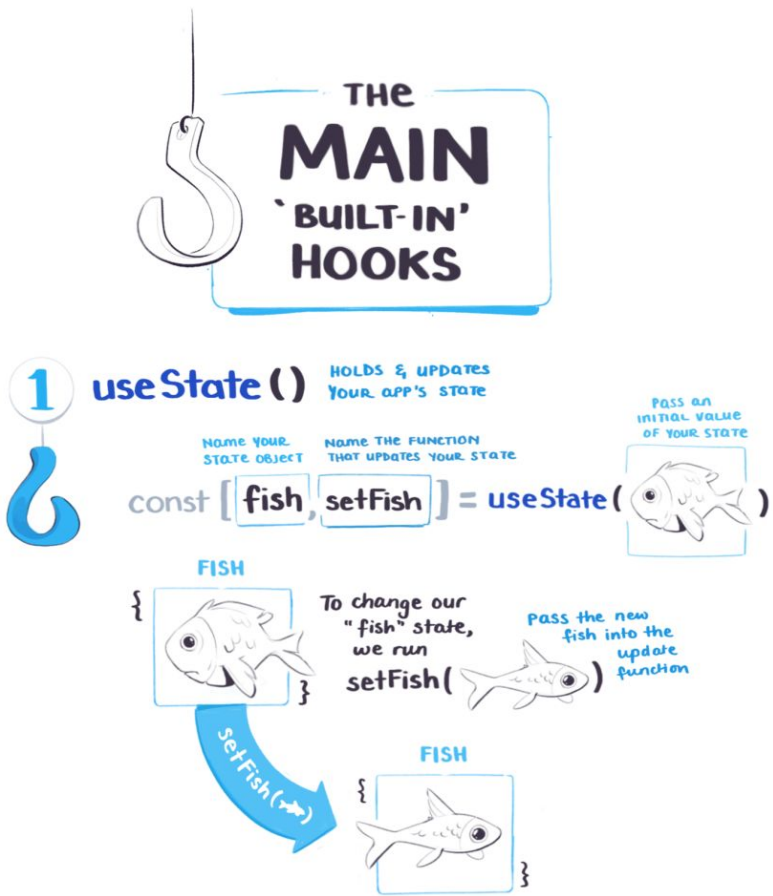 THE
MAIN
`BUILT-IN'
HOOKS
1
useState()
HOLDS & UPDATES
YOUR APP'S STATE
NAME YOUR
STATE OBJECT
NAME THE FUNCTION
THAT UPDATES YOUR STATE
PASS AN
INITIAL VALUE
OF YOUR STATE
const [fish, setFish] = useState( )
FISH
{
}
To change our
"fish" state,
we run
setFish( )
Pass the new
fish into the
update
function
setFish( )
FISH
{
}